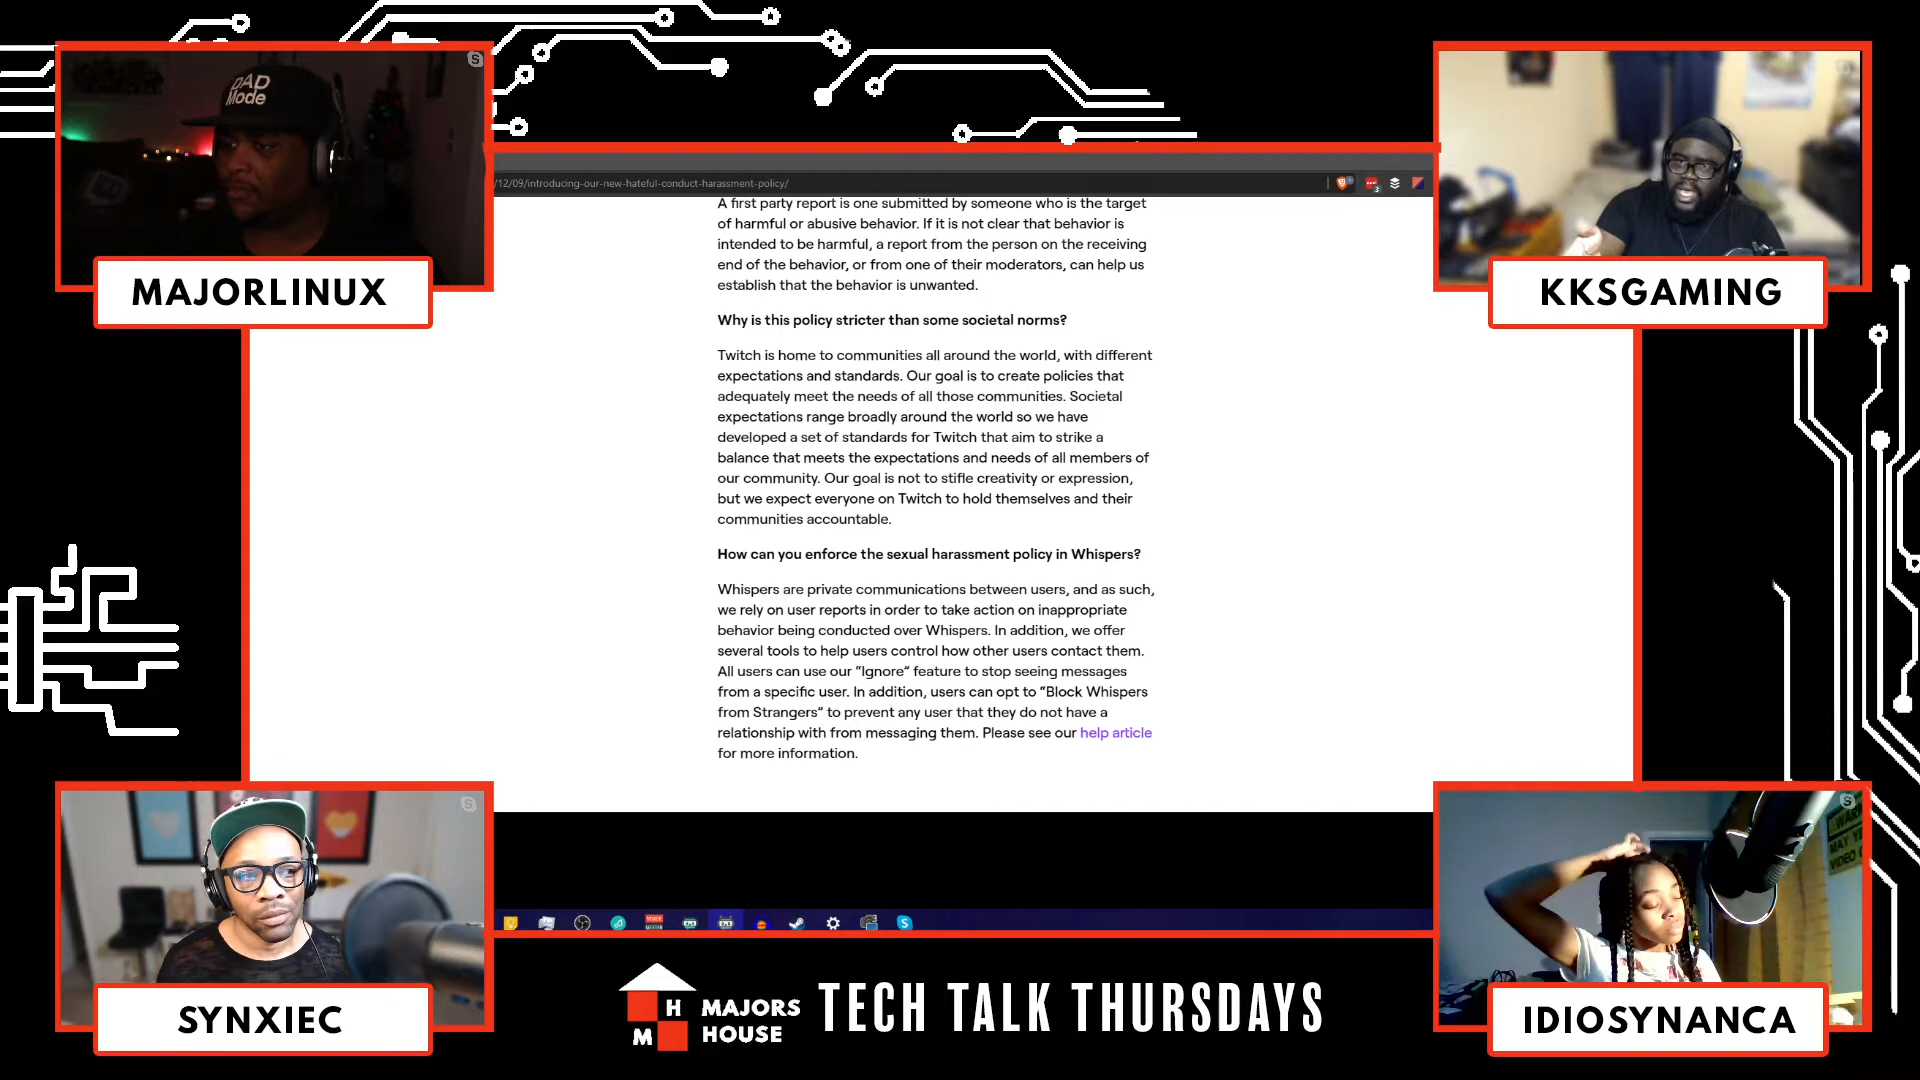 DAD
Mode
MAJORLINUX
KKSGAMING
/12/09/introducing-our-new-hateful-conduct-harassment-policy/
A first party report is one submitted by someone who is the target
of harmful or abusive behavior. If it is not clear that behavior is
intended to be harmful, a report from the person on the receiving
end of the behavior, or from one of their moderators, can help us
establish that the behavior is unwanted.
Why is this policy stricter than some societal norms?
Twitch is home to communities all around the world, with different
expectations and standards. Our goal is to create policies that
adequately meet the needs of all those communities. Societal
expectations range broadly around the world so we have
developed a set of standards for Twitch that aim to strike a
balance that meets the expectations and needs of all members of
our community. Our goal is not to stifle creativity or expression,
but we expect everyone on Twitch to hold themselves and their
communities accountable.
How can you enforce the sexual harassment policy in Whispers?
Whispers are private communications between users, and as such,
we rely on user reports in order to take action on inappropriate
behavior being conducted over Whispers. In addition, we offer
several tools to help users control how other users contact them.
All users can use our “Ignore” feature to stop seeing messages
from a specific user. In addition, users can opt to “Block Whispers
from Strangers” to prevent any user that they do not have a
relationship with from messaging them. Please see our help article
for more information.
SYNXIEC
IDIOSYNANCA
H
M
MAJORS
HOUSE
TECH TALK THURSDAYS